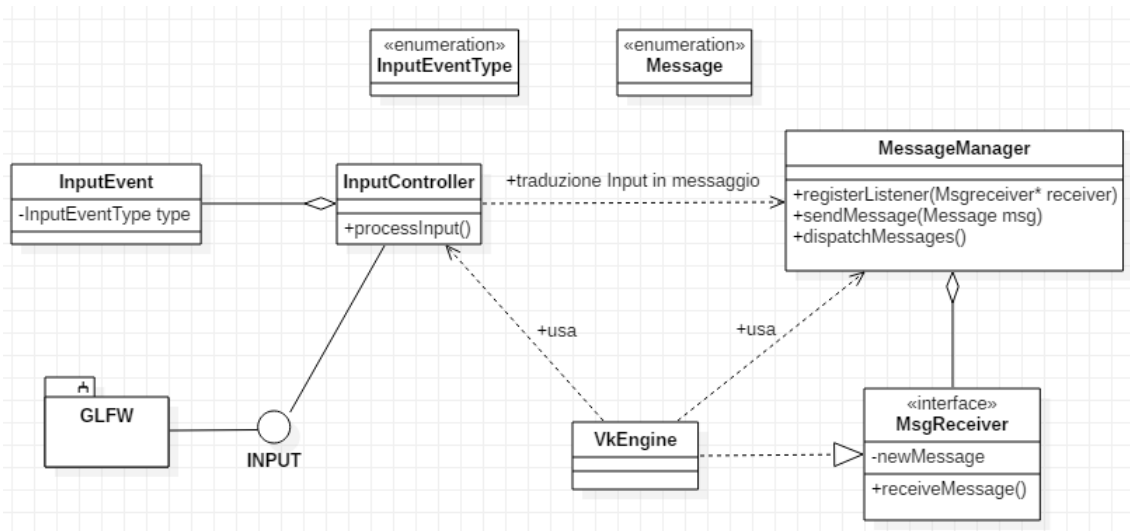 «enumeration»
InputEventType
«enumeration»
Message
InputEvent
-InputEventType type
InputController
+processInput()
+traduzione Input in messaggio
MessageManager
+registerListener(Msgreceiver* receiver)
+sendMessage(Message msg)
+dispatchMessages()
+usa
+usa
GLFW
INPUT
VkEngine
«interface»
MsgReceiver
-newMessage
+receiveMessage()